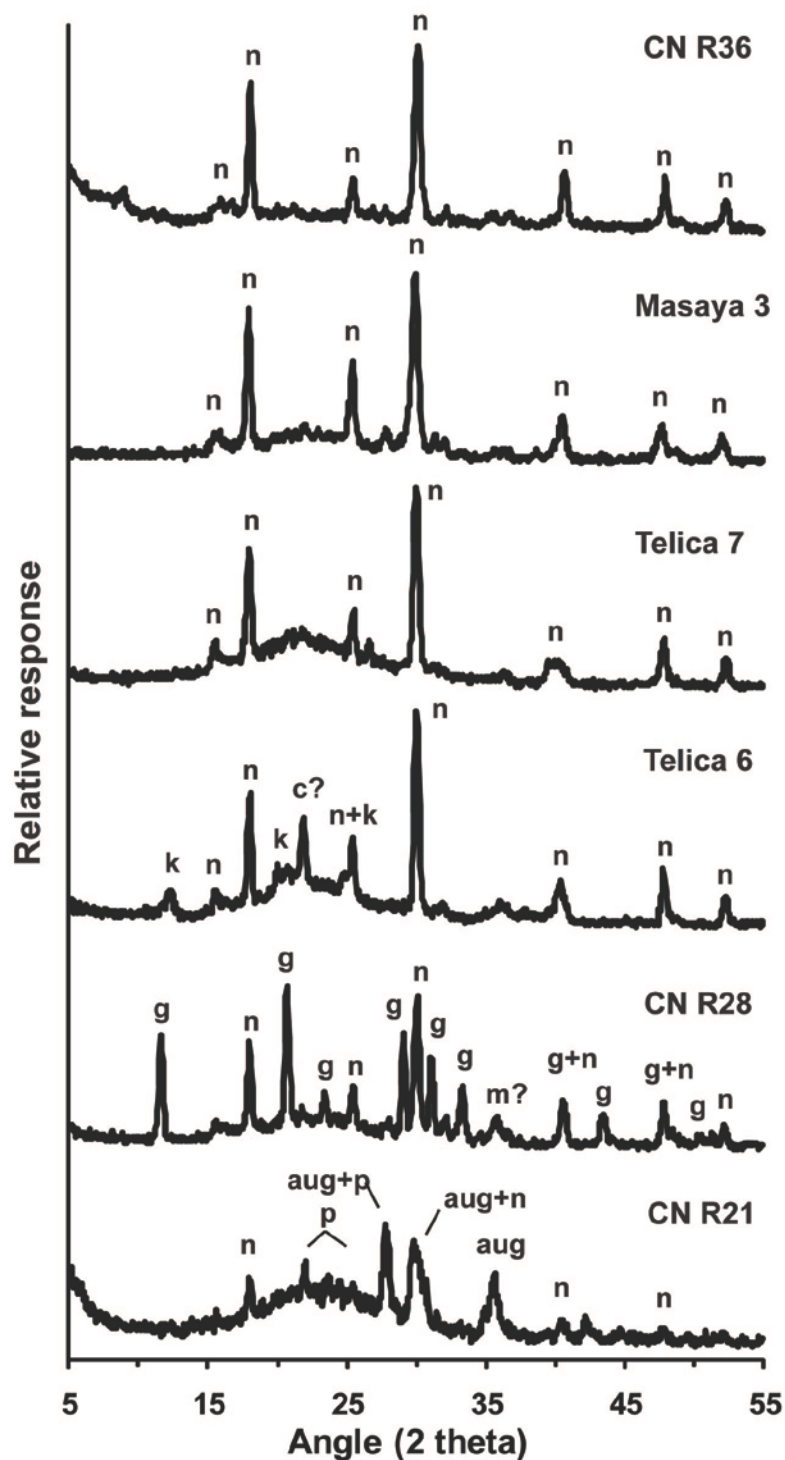 n
n
CN R36
n
n
n
n
n
n
n
Masaya 3
n
n
n
n
n
n
n
Telica 7
n
n
n
n
n
n
Telica 6
n
c?
n+k
k
k
n
n
n
n
g
n
CN R28
g
n
g
g
g
n
g
m?
g+n
g
g+n
g
n
aug+p
p
aug+n
CN R21
n
aug
n
n
Relative response
5
15
25
35
45
55
Angle (2 theta)